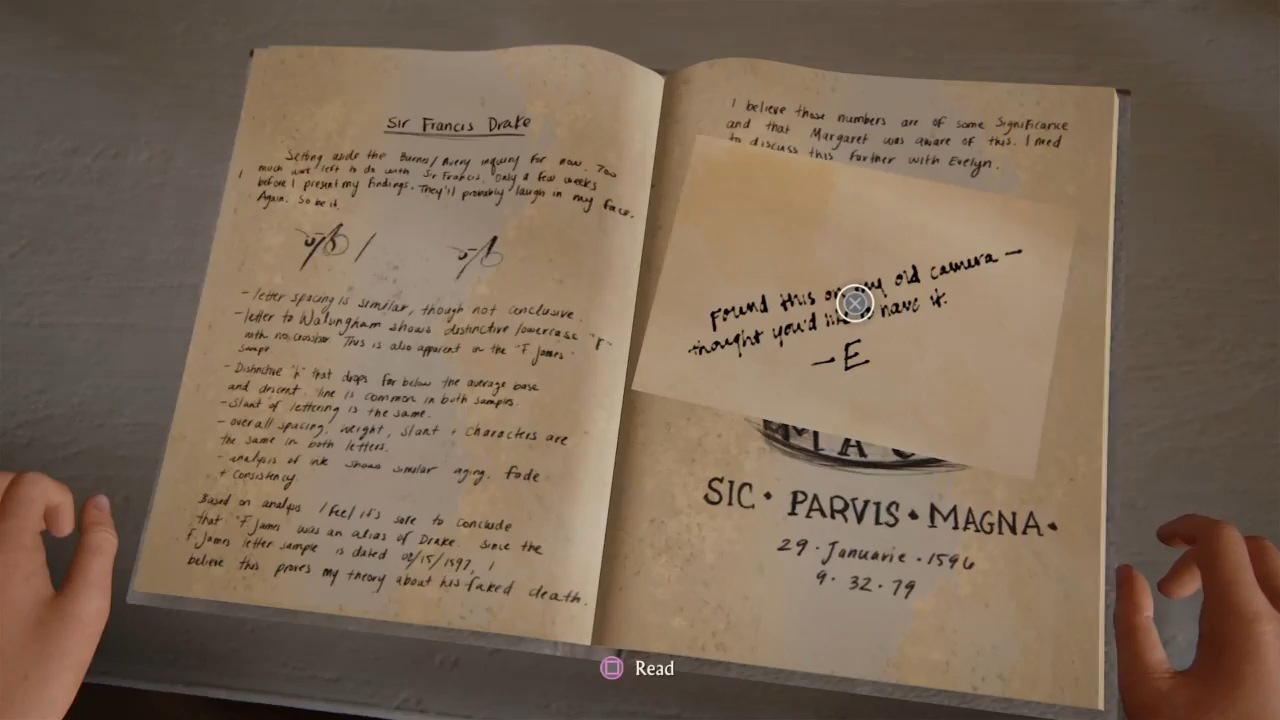 Sir Francis Drake
Setting aside the Burnes/Avery inquiry for now. Too
much work left to do with Sir Francis. Only a few weeks
before I present my findings. They'll probably laugh in my face.
Again. So be it.
- letter spacing is similar, though not conclusive.
- letter to Walsingham shows distinctive lowercase "f"
with no crossbar. This is also apparent in the "F James"
sample
- Distinctive "h" that drops far below the average base
and descent line is common in both samples.
- Slant of lettering is the same.
- overall spacing, weight, slant + characters are
the same in both letters.
- analysis of ink shows similar aging, fade
+ consistency.
Based on analysis I feel it's safe to conclude
that "F James was an alias of Drake. Since the
F. James letter sample is dated 02/15/1597, I
believe this proves my theory about his faked death.
I believe those numbers are of some significance
and that Margaret was aware of this. I need
to discuss this further with Evelyn.
Found this on my old camera —
thought you'd like have it.
— E
MAG
SIC • PARVIS • MAGNA •
29 • Januarie • 1596
9 • 32 • 79
Read